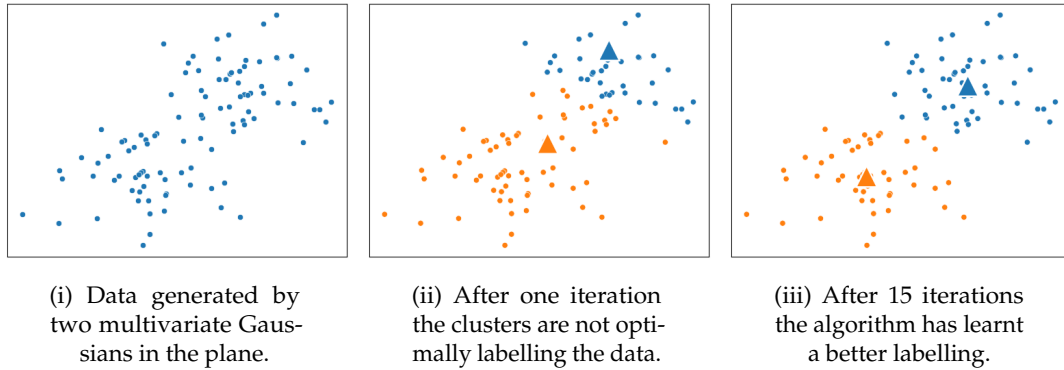 (i) Data generated by
two multivariate Gaus-
sians in the plane.
(ii) After one iteration
the clusters are not opti-
mally labelling the data.
(iii) After 15 iterations
the algorithm has learnt
a better labelling.